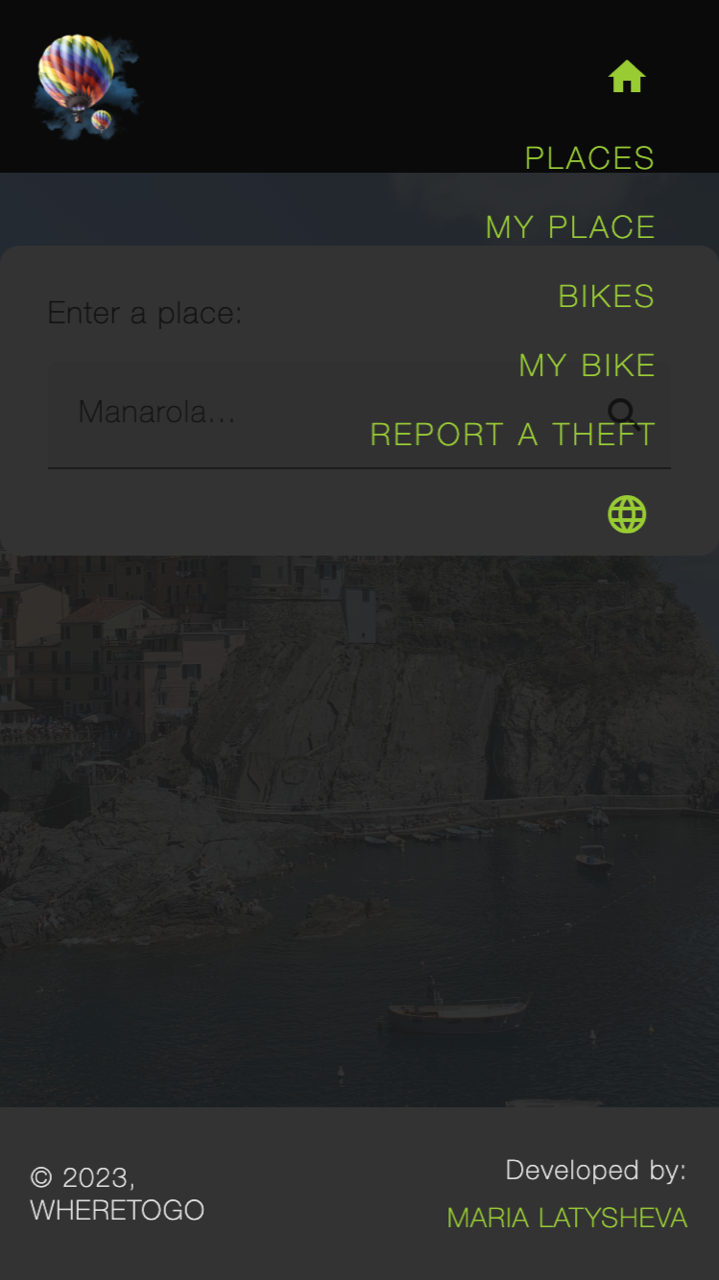 PLACES
MY PLACE
BIKES
Enter a place:
MY BIKE
Manarola...
REPORT A THEFT
© 2023,
WHERETOGO
Developed by:
MARIA LATYSHEVA